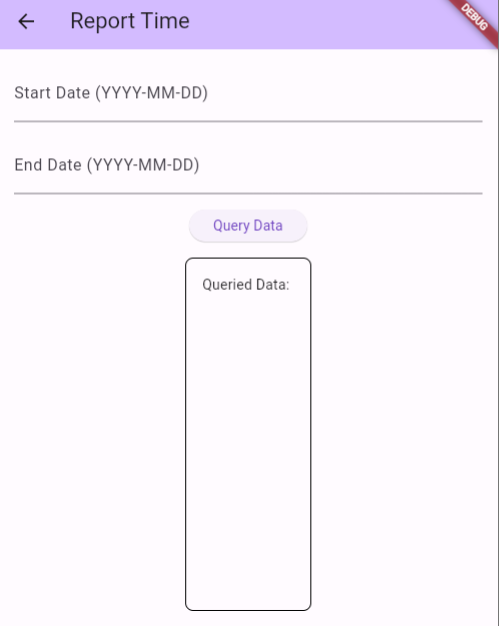 Report Time
DEBUG
Start Date (YYYY-MM-DD)
End Date (YYYY-MM-DD)
Query Data
Queried Data: